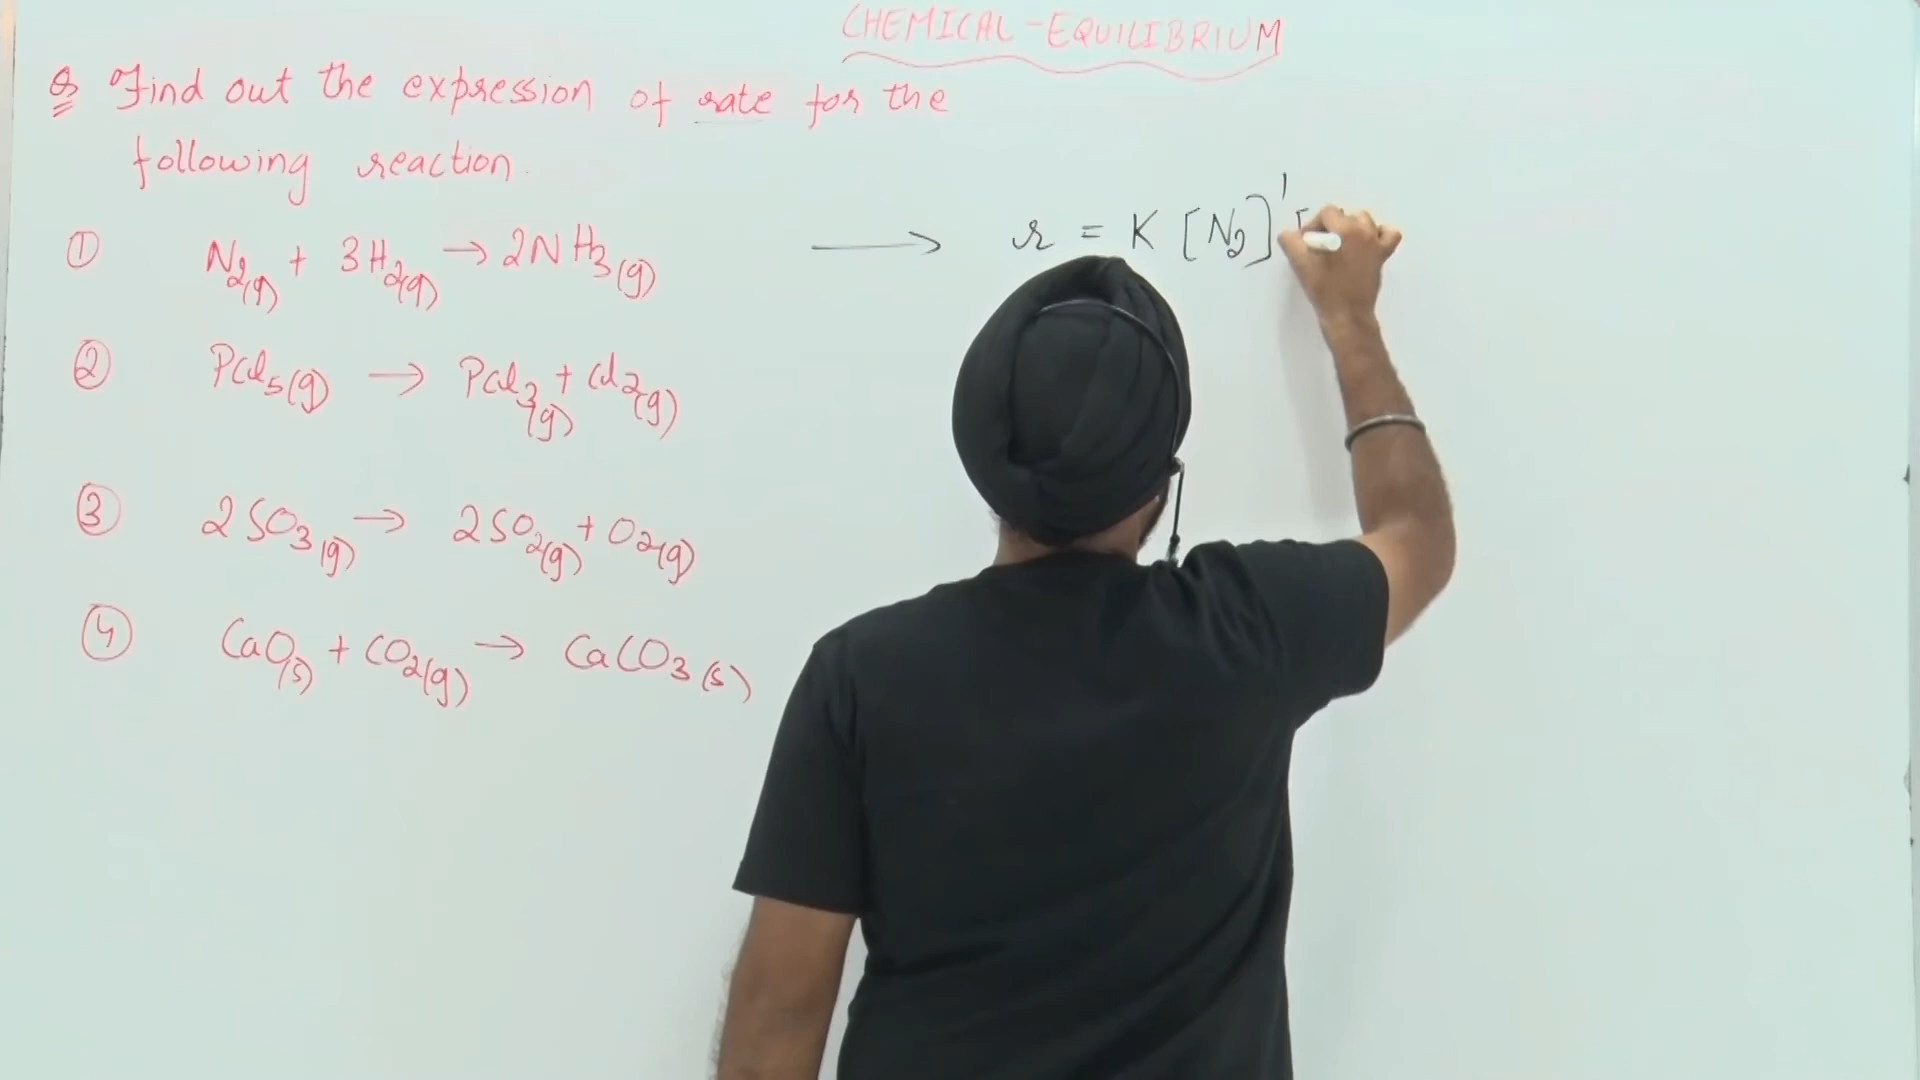 CHEMICAL-EQUILIBRIUM
Q Find out the expression of rate for the
following reaction.
① N₂(g) + 3H₂(g) → 2NH₃(g) ⟶ r = K [N₂]¹ [
② PCl₅(g) → PCl₃(g) + Cl₂(g)
③ 2SO₃(g) → 2SO₂(g) + O₂(g)
④ CaO(s) + CO₂(g) → CaCO₃(s)